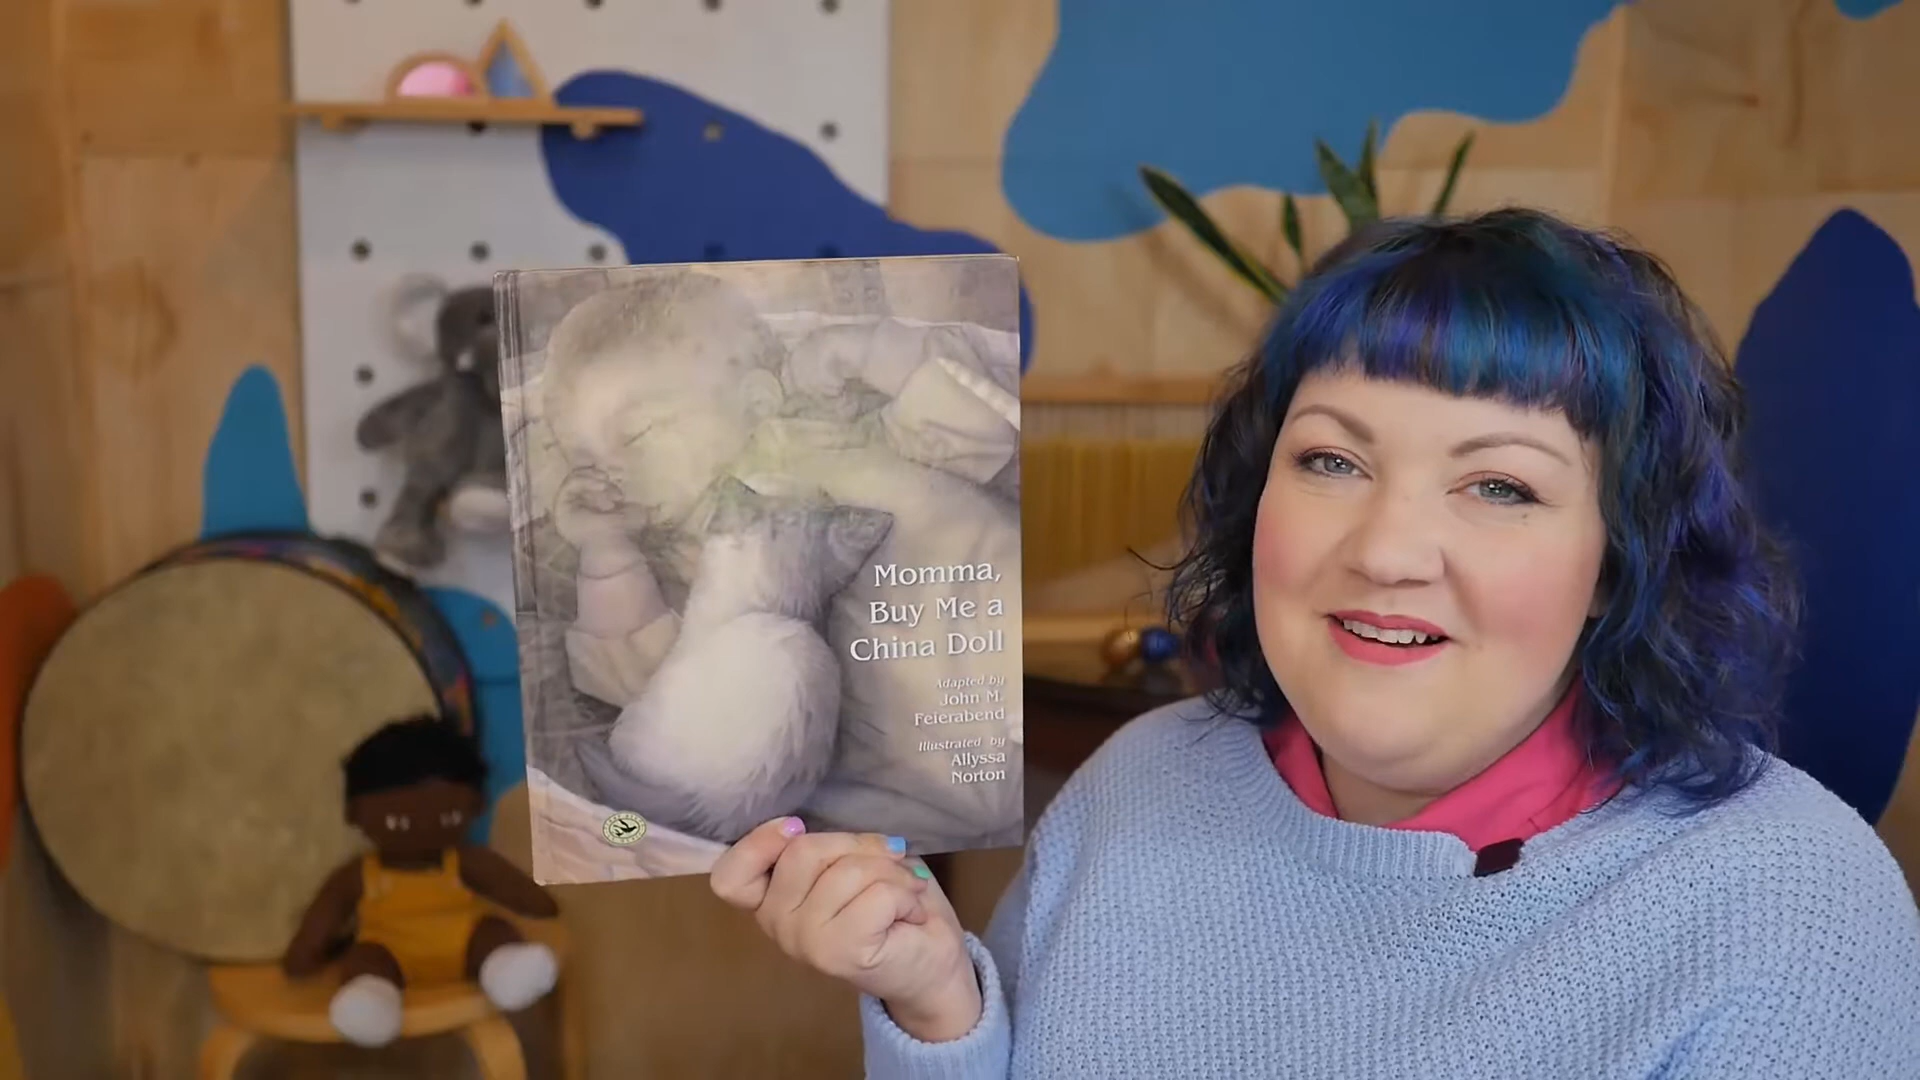 Momma,
Buy Me a
China Doll
Adapted by
John M.
Feierabend
Illustrated by
Allyssa
Norton